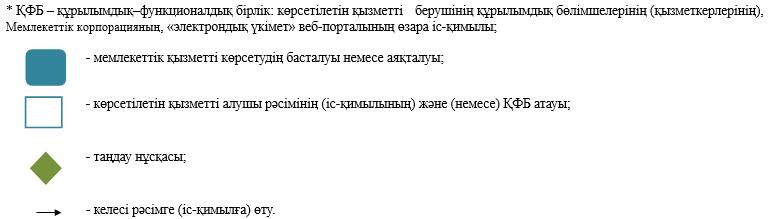 * ҚФБ – құрылымдық–функционалдық бірлік: көрсетілетін қызметті берушінің құрылымдық бөлімшелерінің (қызметкерлерінің),
Мемлекеттік корпорацияның, «электрондық үкімет» веб-порталының өзара іс-қимылы;
- мемлекеттік қызметті көрсетудің басталуы немесе аяқталуы;
- көрсетілетін қызметті алушы рәсімінің (іс-қимылының) және (немесе) ҚФБ атауы;
- таңдау нұсқасы;
- келесі рәсімге (іс-қимылға) өту.